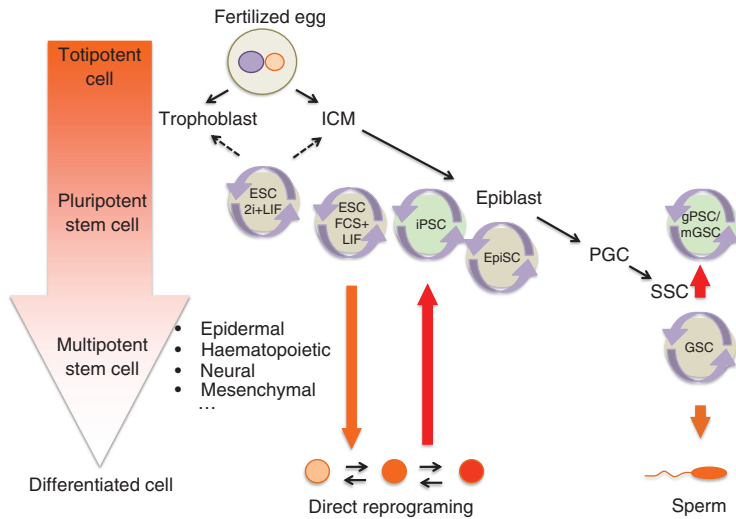 Fertilized egg
Totipotent
cell
Trophoblast
ICM
ESC
2i+LIF
ESC
FCS+
LIF
iPSC
Epiblast
EpiSC
Pluripotent
stem cell
gPSC/
mGSC
PGC
SSC
GSC
Multipotent
stem cell
• Epidermal
• Haematopoietic
• Neural
• Mesenchymal
…
Differentiated cell
Direct reprograming
Sperm